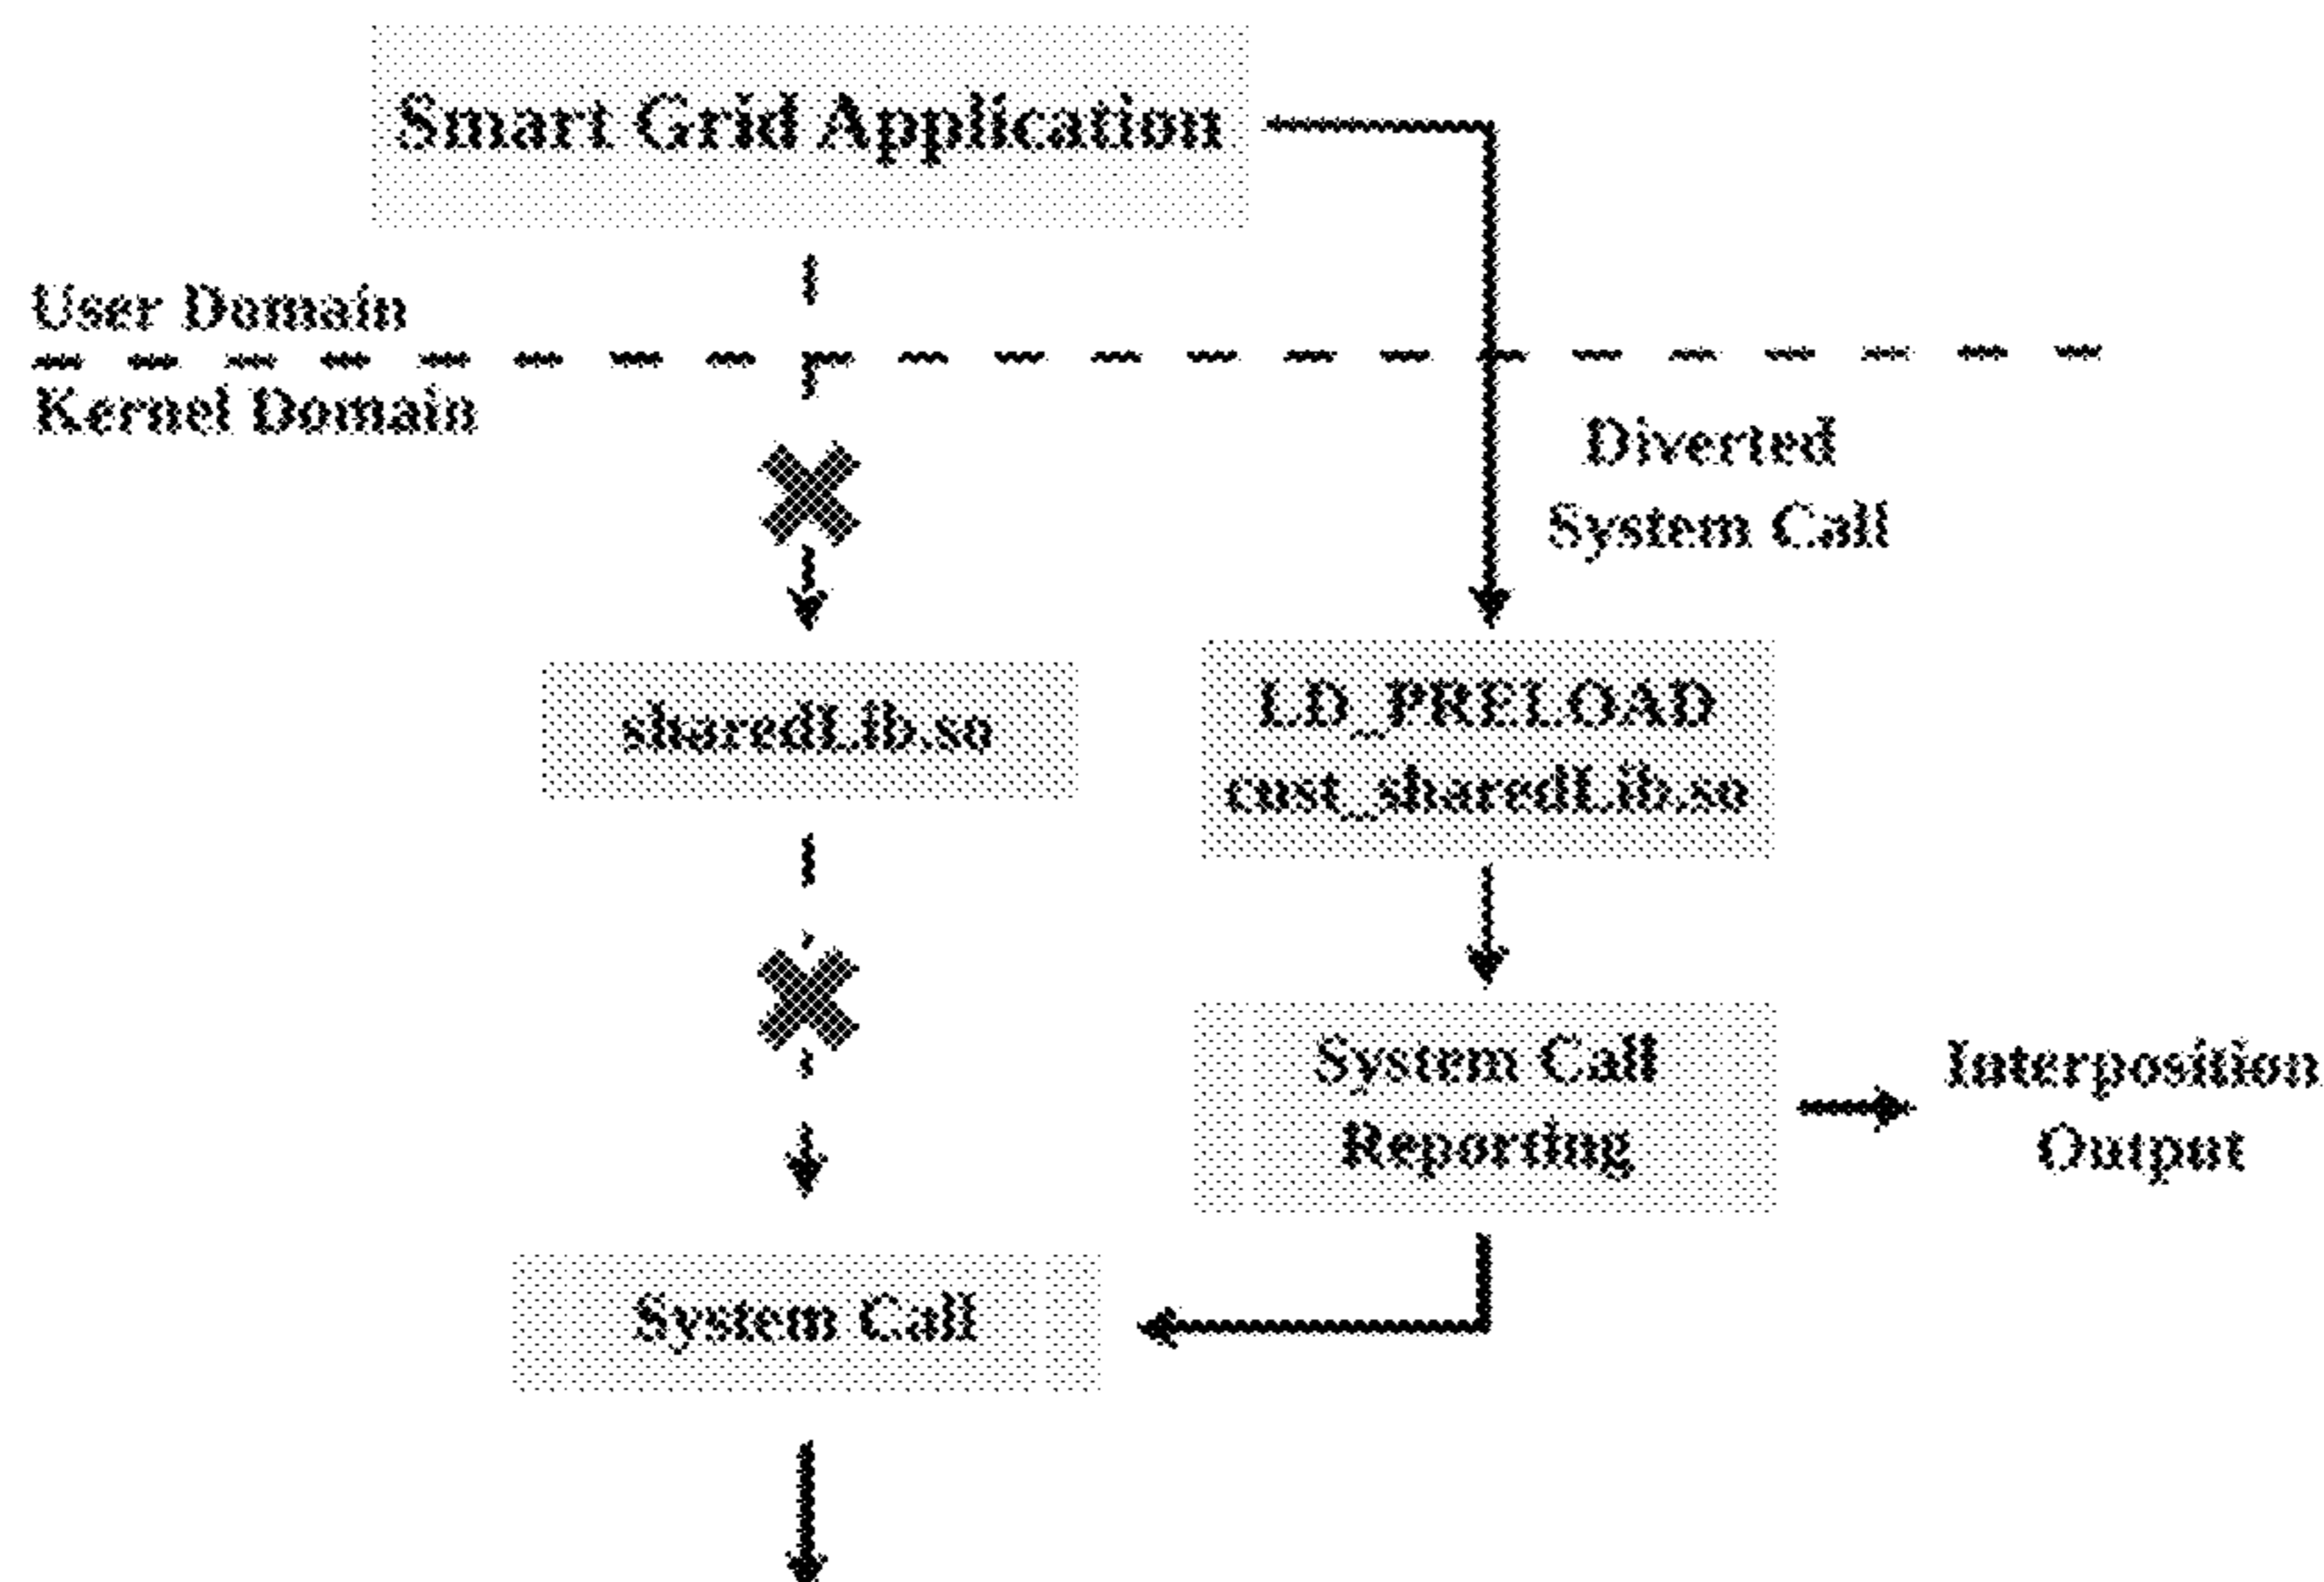 Smart Grid Application
User Domain
Kernel Domain
Diverted
System Call
sharedLib.so
LD_PRELOAD
cust_sharedLib.so
System Call
Reporting
Interposition
Output
System Call